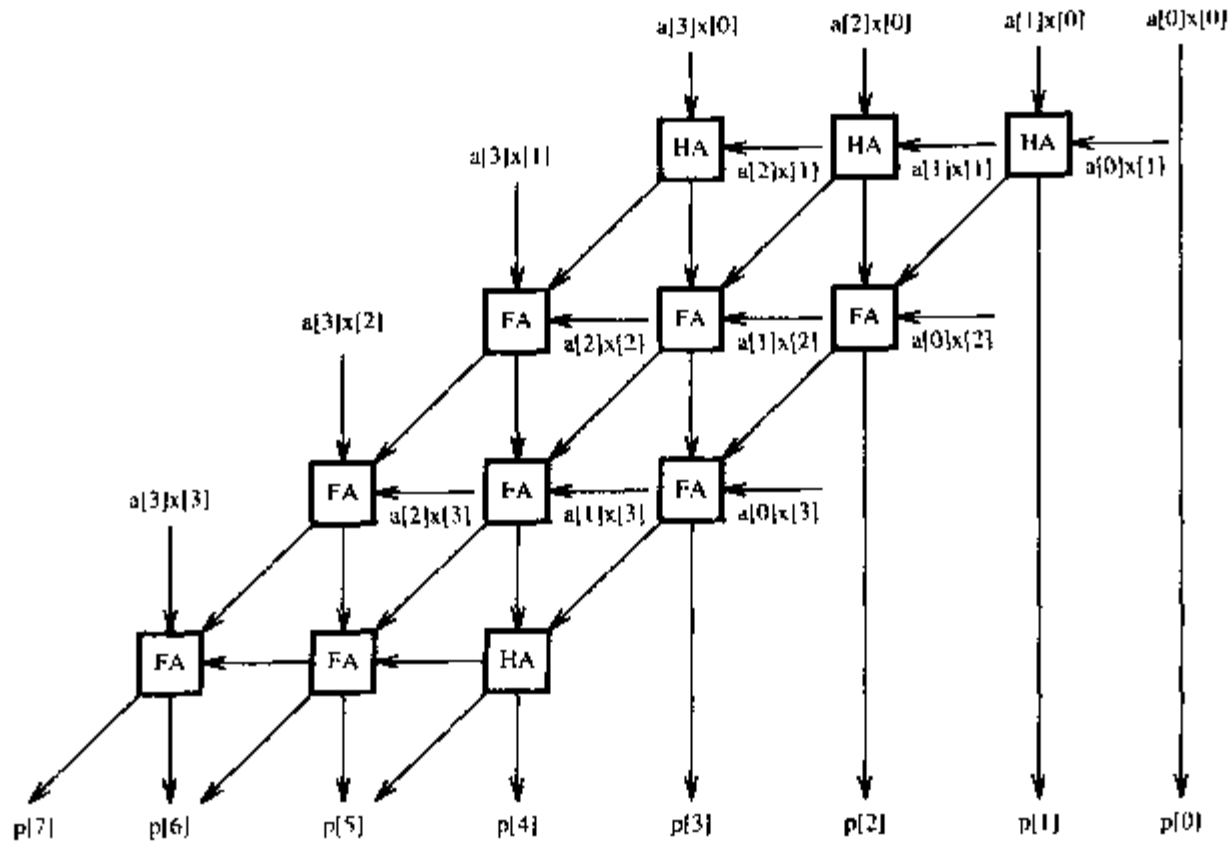 a[3]x[0] a[2]x[0] a[1]x[0] a[0]x[0]
HA HA HA
a[3]x[1] a[2]x[1] a[1]x[1] a[0]x[1]
FA FA FA
a[3]x[2] a[2]x[2] a[1]x[2] a[0]x[2]
FA FA FA
a[3]x[3] a[2]x[3] a[1]x[3] a[0]x[3]
FA FA HA
p[7] p[6] p[5] p[4] p[3] p[2] p[1] p[0]